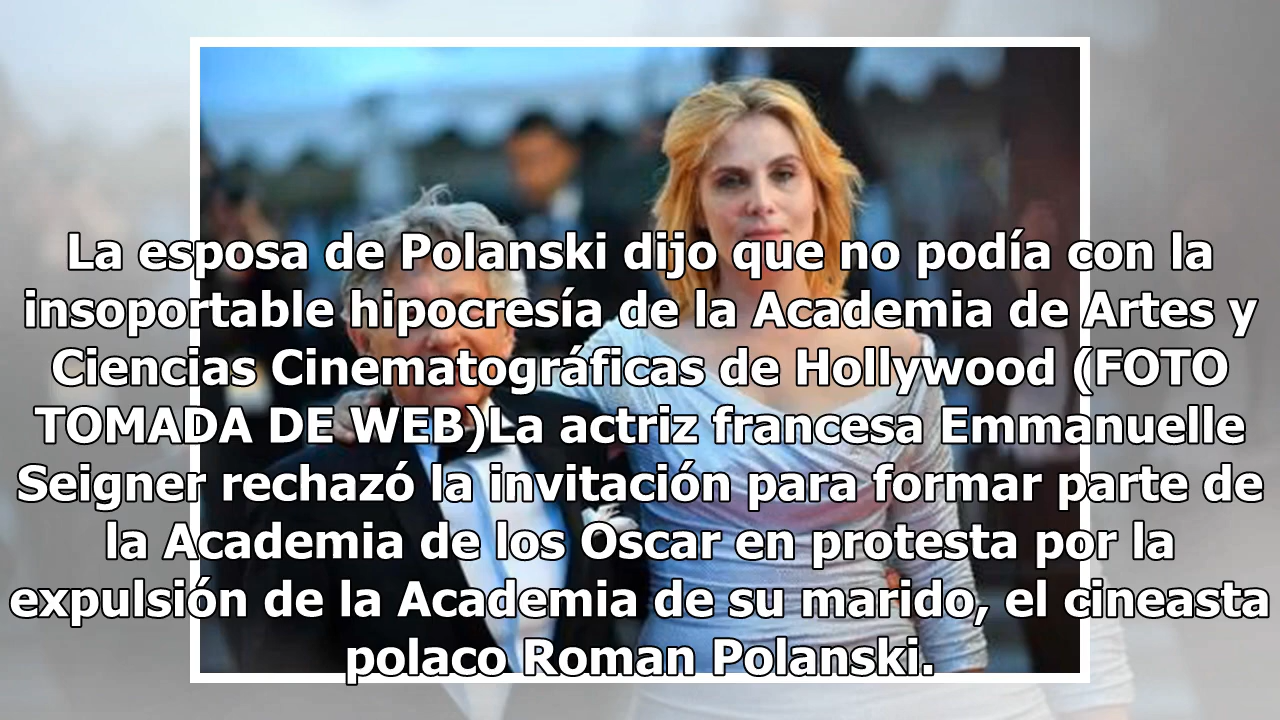 La esposa de Polanski dijo que no podía con la
insoportable hipocresía de la Academia de Artes y
Ciencias Cinematográficas de Hollywood (FOTO
TOMADA DE WEB)La actriz francesa Emmanuelle
Seigner rechazó la invitación para formar parte de
la Academia de los Oscar en protesta por la
expulsión de la Academia de su marido, el cineasta
polaco Roman Polanski.